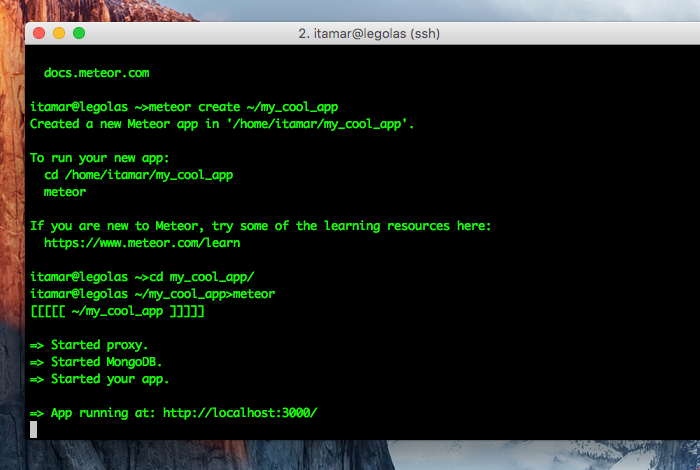 2. itamar@legolas (ssh)
docs.meteor.com
itamar@legolas ~>meteor create ~/my_cool_app
Created a new Meteor app in '/home/itamar/my_cool_app'.
To run your new app:
cd /home/itamar/my_cool_app
meteor
If you are new to Meteor, try some of the learning resources here:
https://www.meteor.com/learn
itamar@legolas ~>cd my_cool_app/
itamar@legolas ~/my_cool_app>meteor
[[[[[ ~/my_cool_app ]]]]]
=> Started proxy.
=> Started MongoDB.
=> Started your app.
=> App running at: http://localhost:3000/